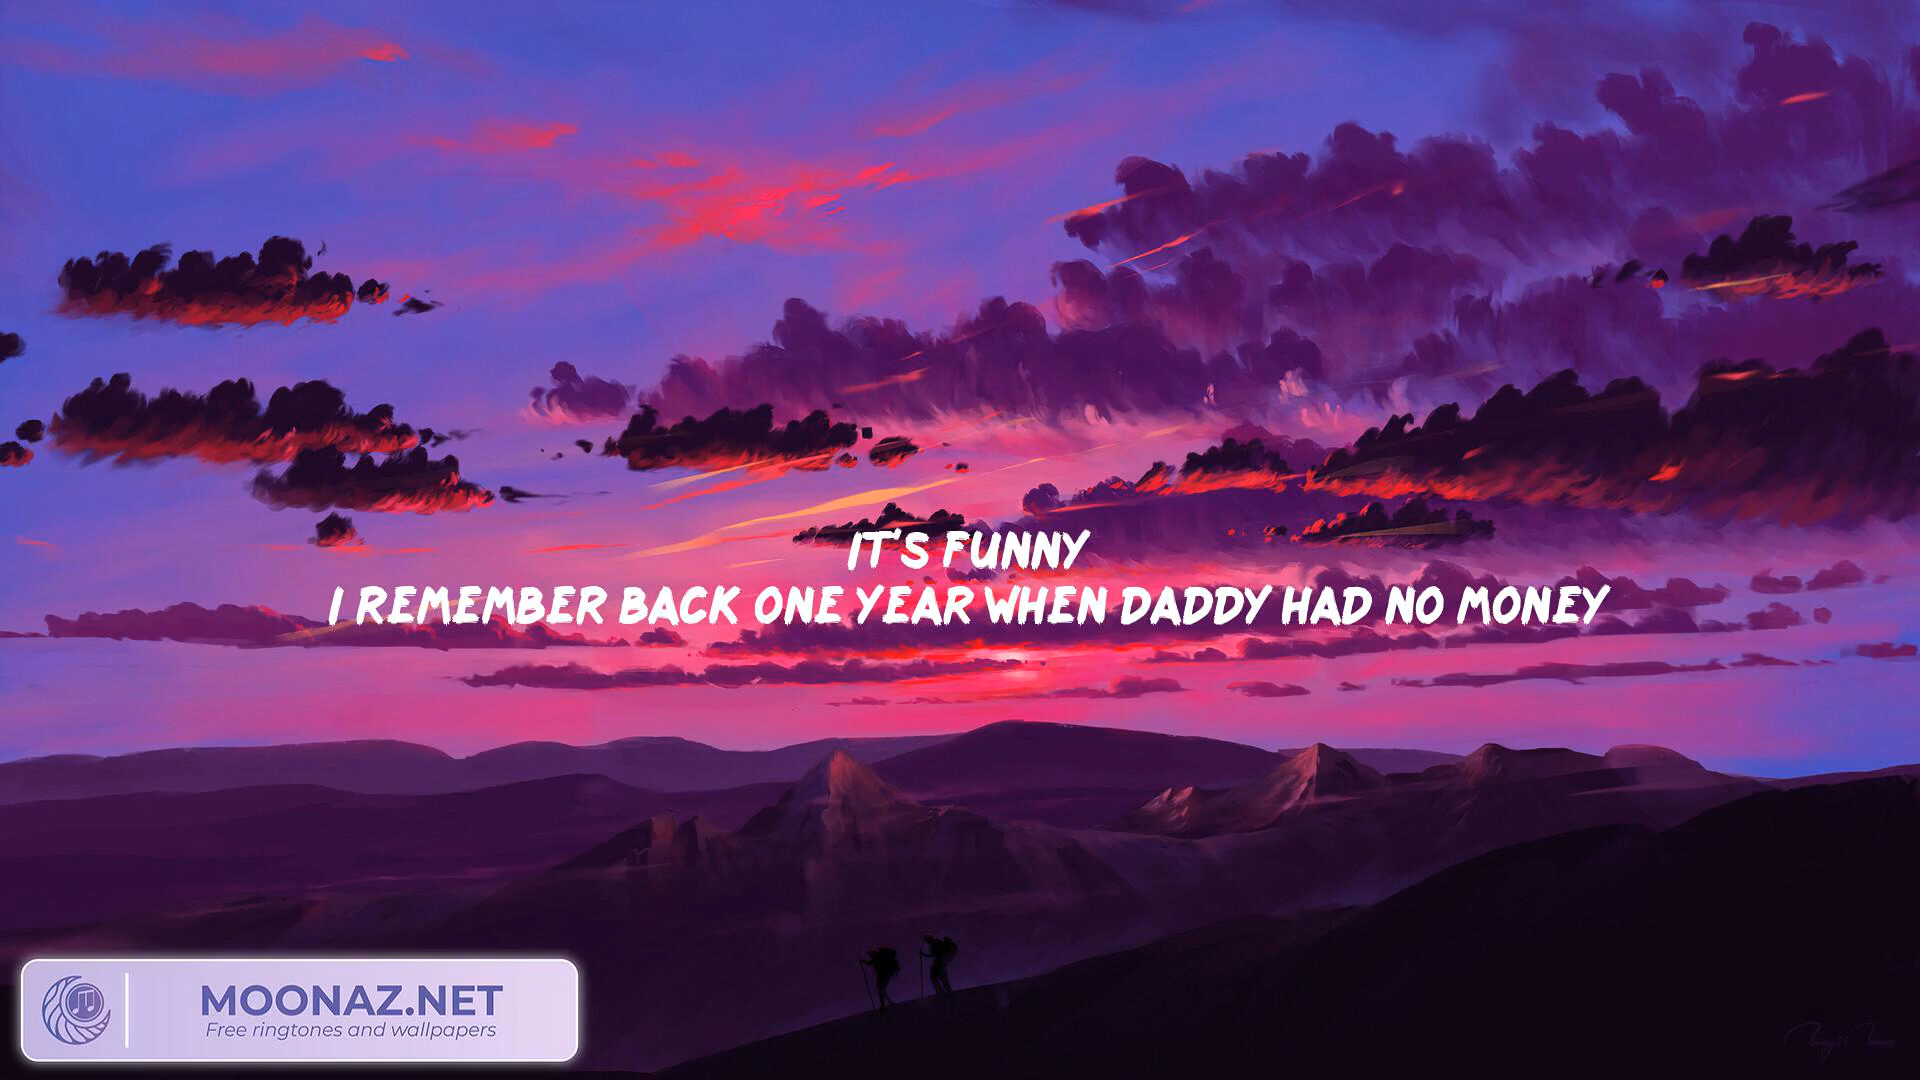 IT'S FUNNY
I REMEMBER BACK ONE YEAR WHEN DADDY HAD NO MONEY
MOONAZ.NET
Free ringtones and wallpapers